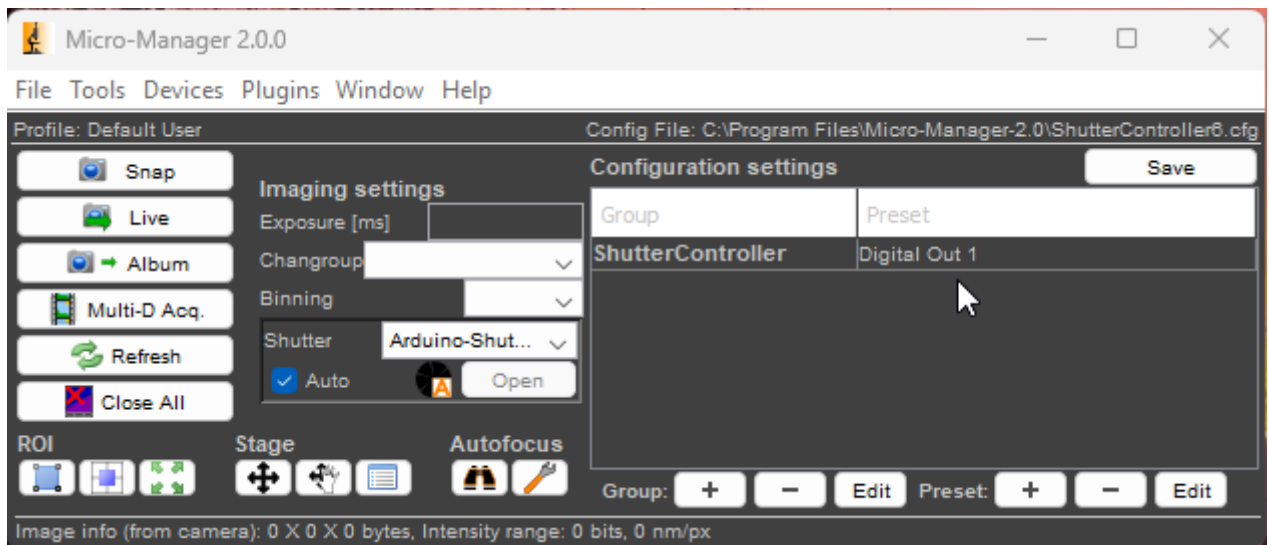 Micro-Manager 2.0.0
File Tools Devices Plugins Window Help
Profile: Default User
Config File: C:\Program Files\Micro-Manager-2.0\ShutterController6.cfg
Snap
Live
Album
Multi-D Acq.
Refresh
Close All
Imaging settings
Exposure [ms]
Changroup
Binning
Shutter Arduino-Shut...
Auto A Open
Configuration settings Save
Group Preset
ShutterController Digital Out 1
ROI Stage Autofocus
Group: + − Edit Preset: + − Edit
Image info (from camera): 0 X 0 X 0 bytes, Intensity range: 0 bits, 0 nm/px